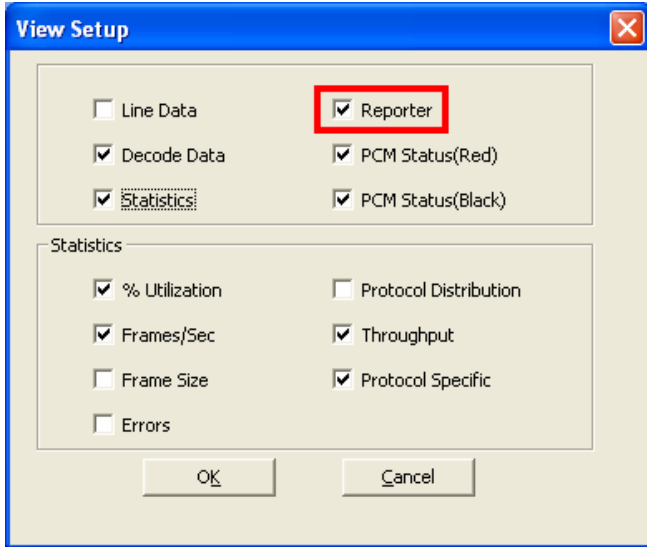 View Setup
Line Data
Reporter
Decode Data
PCM Status(Red)
Statistics
PCM Status(Black)
Statistics
% Utilization
Protocol Distribution
Frames/Sec
Throughput
Frame Size
Protocol Specific
Errors
OK
Cancel